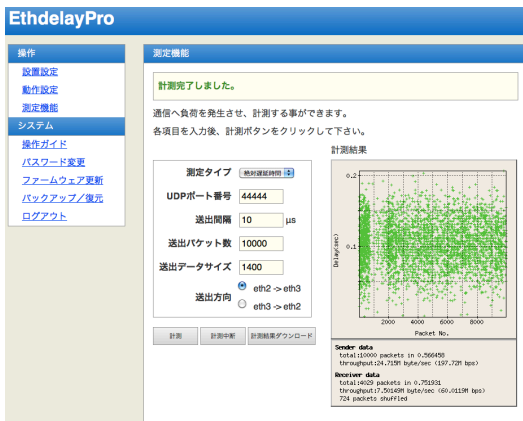 EthdelayPro
操作
設置設定
動作設定
測定機能
システム
操作ガイド
パスワード変更
ファームウェア更新
バックアップ/復元
ログアウト
測定機能
計測完了しました。
通信へ負荷を発生させ、計測する事ができます。
各項目を入力後、計測ボタンをクリックして下さい。
測定タイプ 絶対遅延時間
UDPポート番号 44444
送出間隔 10 μs
送出パケット数 10000
送出データサイズ 1400
送出方向 eth2 -> eth3
eth3 -> eth2
計測 計測中断 計測結果ダウンロード
計測結果
0.2
0.1
Delay(sec)
2000 4000 6000 8000
Packet No.
Sender data
total:10000 packets in 0.566458
throughput:24.715M byte/sec (197.72M bps)
Receiver data
total:4029 packets in 0.751931
throughput:7.50149M byte/sec (60.0119M bps)
724 packets shuffled